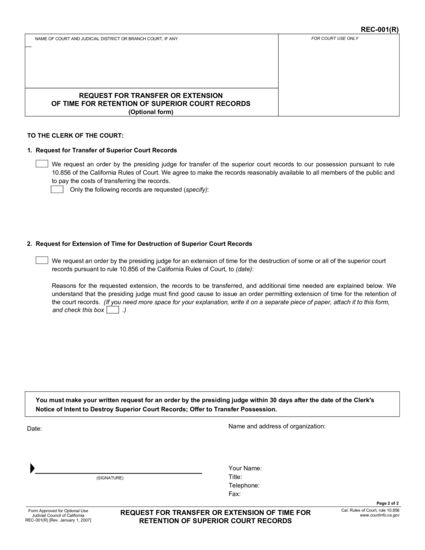 REC-001(R)
NAME OF COURT AND JUDICIAL DISTRICT OR BRANCH COURT, IF ANY
FOR COURT USE ONLY
REQUEST FOR TRANSFER OR EXTENSION
OF TIME FOR RETENTION OF SUPERIOR COURT RECORDS
(Optional form)
TO THE CLERK OF THE COURT:
1. Request for Transfer of Superior Court Records
We request an order by the presiding judge for transfer of the superior court records to our possession pursuant to rule
10.856 of the California Rules of Court. We agree to make the records reasonably available to all members of the public and
to pay the costs of transferring the records.
Only the following records are requested (specify):
2. Request for Extension of Time for Destruction of Superior Court Records
We request an order by the presiding judge for an extension of time for the destruction of some or all of the superior court
records pursuant to rule 10.856 of the California Rules of Court, to (date):
Reasons for the requested extension, the records to be transferred, and additional time needed are explained below. We
understand that the presiding judge must find good cause to issue an order permitting extension of time for the retention of
the court records. (If you need more space for your explanation, write it on a separate piece of paper, attach it to this form,
and check this box .)
You must make your written request for an order by the presiding judge within 30 days after the date of the Clerk's
Notice of Intent to Destroy Superior Court Records; Offer to Transfer Possession.
Date:
Name and address of organization:
(SIGNATURE)
Your Name:
Title:
Telephone:
Fax:
Page 2 of 2
Form Approved for Optional Use
Judicial Council of California
REC-001(R) [Rev. January 1, 2007]
REQUEST FOR TRANSFER OR EXTENSION OF TIME FOR
RETENTION OF SUPERIOR COURT RECORDS
Cal. Rules of Court, rule 10.856
www.courtinfo.ca.gov